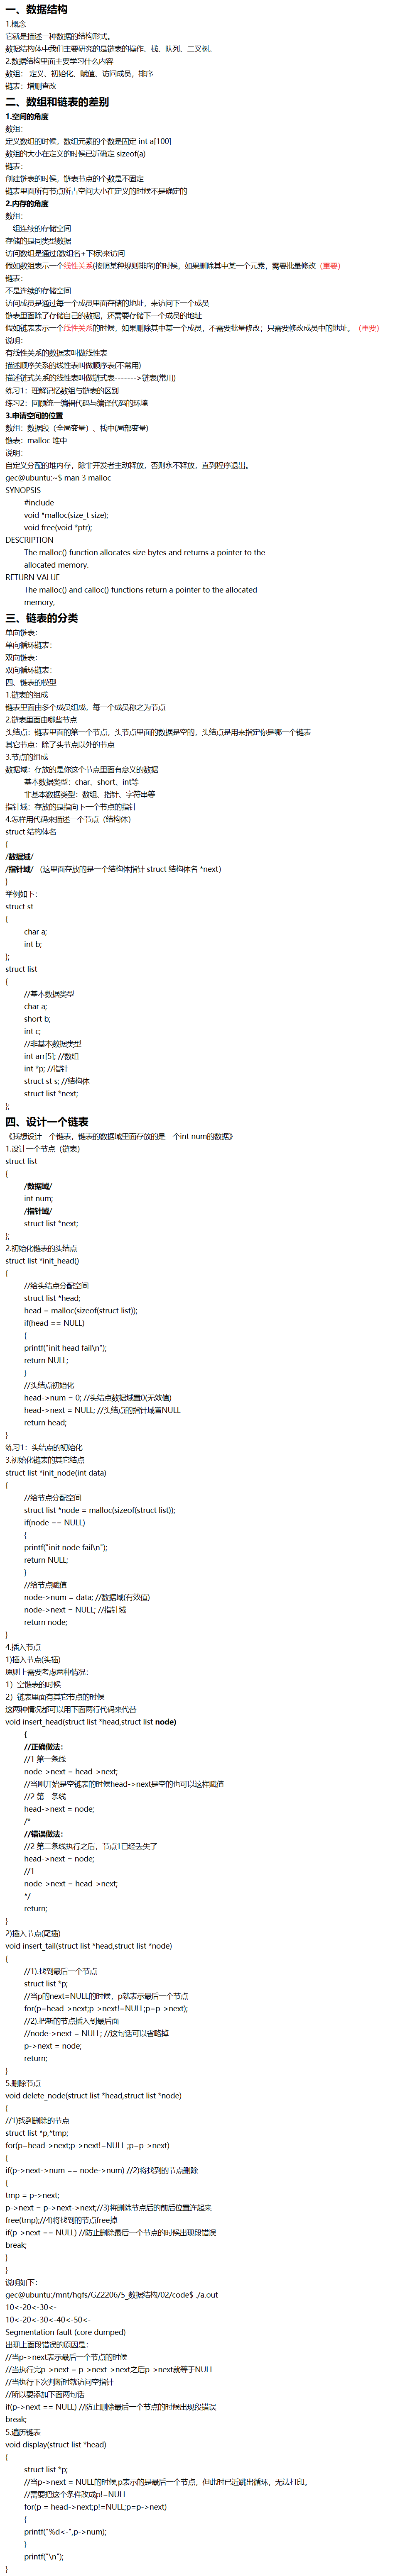 一、数据结构
1.概念
它就是描述一种数据的结构形式。
数据结构体中我们主要研究的是链表的操作、栈、队列、二叉树。
2.数据结构里面主要学习什么内容
数组： 定义、初始化、赋值、访问成员，排序
链表：增删查改
二、数组和链表的差别
1.空间的角度
数组：
定义数组的时候，数组元素的个数是固定 int a[100]
数组的大小在定义的时候已近确定 sizeof(a)
链表：
创建链表的时候，链表节点的个数是不固定
链表里面所有节点所占空间大小在定义的时候不是确定的
2.内存的角度
数组：
一组连续的存储空间
存储的是同类型数据
访问数组是通过(数组名+下标)来访问
假如数组表示一个线性关系(按照某种规则排序)的时候，如果删除其中某一个元素，需要批量修改（重要）
链表：
不是连续的存储空间
访问成员是通过每一个成员里面存储的地址，来访问下一个成员
链表里面除了存储自己的数据，还需要存储下一个成员的地址
假如链表表示一个线性关系的时候，如果删除其中某一个成员，不需要批量修改；只需要修改成员中的地址。（重要）
说明：
有线性关系的数据表叫做线性表
描述顺序关系的线性表叫做顺序表(不常用)
描述链式关系的线性表叫做链式表------->链表(常用)
练习1：理解记忆数组与链表的区别
练习2：回顾统一编辑代码与编译代码的环境
3.申请空间的位置
数组：数据段（全局变量）、栈中(局部变量)
链表：malloc 堆中
说明：
自定义分配的堆内存，除非开发者主动释放，否则永不释放，直到程序退出。
gec@ubuntu:~$ man 3 malloc
SYNOPSIS
#include
void *malloc(size_t size);
void free(void *ptr);
DESCRIPTION
The malloc() function allocates size bytes and returns a pointer to the
allocated memory.
RETURN VALUE
The malloc() and calloc() functions return a pointer to the allocated
memory,
三、链表的分类
单向链表：
单向循环链表：
双向链表：
双向循环链表：
四、链表的模型
1.链表的组成
链表里面由多个成员组成，每一个成员称之为节点
2.链表里面由哪些节点
头结点：链表里面的第一个节点，头节点里面的数据是空的，头结点是用来指定你是哪一个链表
其它节点：除了头节点以外的节点
3.节点的组成
数据域：存放的是你这个节点里面有意义的数据
基本数据类型：char、short、int等
非基本数据类型：数组、指针、字符串等
指针域：存放的是指向下一个节点的指针
4.怎样用代码来描述一个节点（结构体）
struct 结构体名
{
/数据域/
/指针域/ （这里面存放的是一个结构体指针 struct 结构体名 *next）
}
举例如下：
struct st
{
char a;
int b;
};
struct list
{
//基本数据类型
char a;
short b;
int c;
//非基本数据类型
int arr[5]; //数组
int *p; //指针
struct st s; //结构体
struct list *next;
};
四、设计一个链表
《我想设计一个链表，链表的数据域里面存放的是一个int num的数据》
1.设计一个节点（链表）
struct list
{
/数据域/
int num;
/指针域/
struct list *next;
};
2.初始化链表的头结点
struct list *init_head()
{
//给头结点分配空间
struct list *head;
head = malloc(sizeof(struct list));
if(head == NULL)
{
printf("init head fail\n");
return NULL;
}
//头结点初始化
head->num = 0; //头结点数据域置0(无效值)
head->next = NULL; //头结点的指针域置NULL
return head;
}
练习1：头结点的初始化
3.初始化链表的其它结点
struct list *init_node(int data)
{
//给节点分配空间
struct list *node = malloc(sizeof(struct list));
if(node == NULL)
{
printf("init node fail\n");
return NULL;
}
//给节点赋值
node->num = data; //数据域(有效值)
node->next = NULL; //指针域
return node;
}
4.插入节点
1)插入节点(头插)
原则上需要考虑两种情况：
1）空链表的时候
2）链表里面有其它节点的时候
这两种情况都可以用下面两行代码来代替
void insert_head(struct list *head,struct list node)
{
//正确做法：
//1 第一条线
node->next = head->next;
//当刚开始是空链表的时候head->next是空的也可以这样赋值
//2 第二条线
head->next = node;
/*
//错误做法：
//2 第二条线执行之后，节点1已经丢失了
head->next = node;
//1
node->next = head->next;
*/
return;
}
2)插入节点(尾插)
void insert_tail(struct list *head,struct list *node)
{
//1).找到最后一个节点
struct list *p;
//当p的next=NULL的时候，p就表示最后一个节点
for(p=head->next;p->next!=NULL;p=p->next);
//2).把新的节点插入到最后面
//node->next = NULL; //这句话可以省略掉
p->next = node;
return;
}
5.删除节点
void delete_node(struct list *head,struct list *node)
{
//1)找到删除的节点
struct list *p,*tmp;
for(p=head->next;p->next!=NULL ;p=p->next)
{
if(p->next->num == node->num) //2)将找到的节点删除
{
tmp = p->next;
p->next = p->next->next;//3)将删除节点后的前后位置连起来
free(tmp);//4)将找到的节点free掉
if(p->next == NULL) //防止删除最后一个节点的时候出现段错误
break;
}
}
说明如下：
gec@ubuntu:/mnt/hgfs/GZ2206/5_数据结构/02/code$ ./a.out
10<-20<-30<-
10<-20<-30<-40<-50<-
Segmentation fault (core dumped)
出现上面段错误的原因是：
//当p->next表示最后一个节点的时候
//当执行完p->next = p->next->next之后p->next就等于NULL
//当执行下次判断时就访问空指针
//所以要添加下面两句话
if(p->next == NULL) //防止删除最后一个节点的时候出现段错误
break;
5.遍历链表
void display(struct list *head)
{
struct list *p;
//当p->next = NULL的时候,p表示的是最后一个节点，但此时已近跳出循环，无法打印。
//需要把这个条件改成p!=NULL
for(p = head->next;p!=NULL;p=p->next)
{
printf("%d<-",p->num);
}
printf("\n");
}